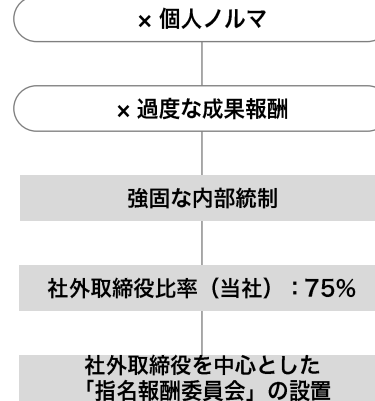 × 個人ノルマ
× 過度な成果報酬
強固な内部統制
社外取締役比率（当社）：75%
社外取締役を中心とした
「指名報酬委員会」の設置